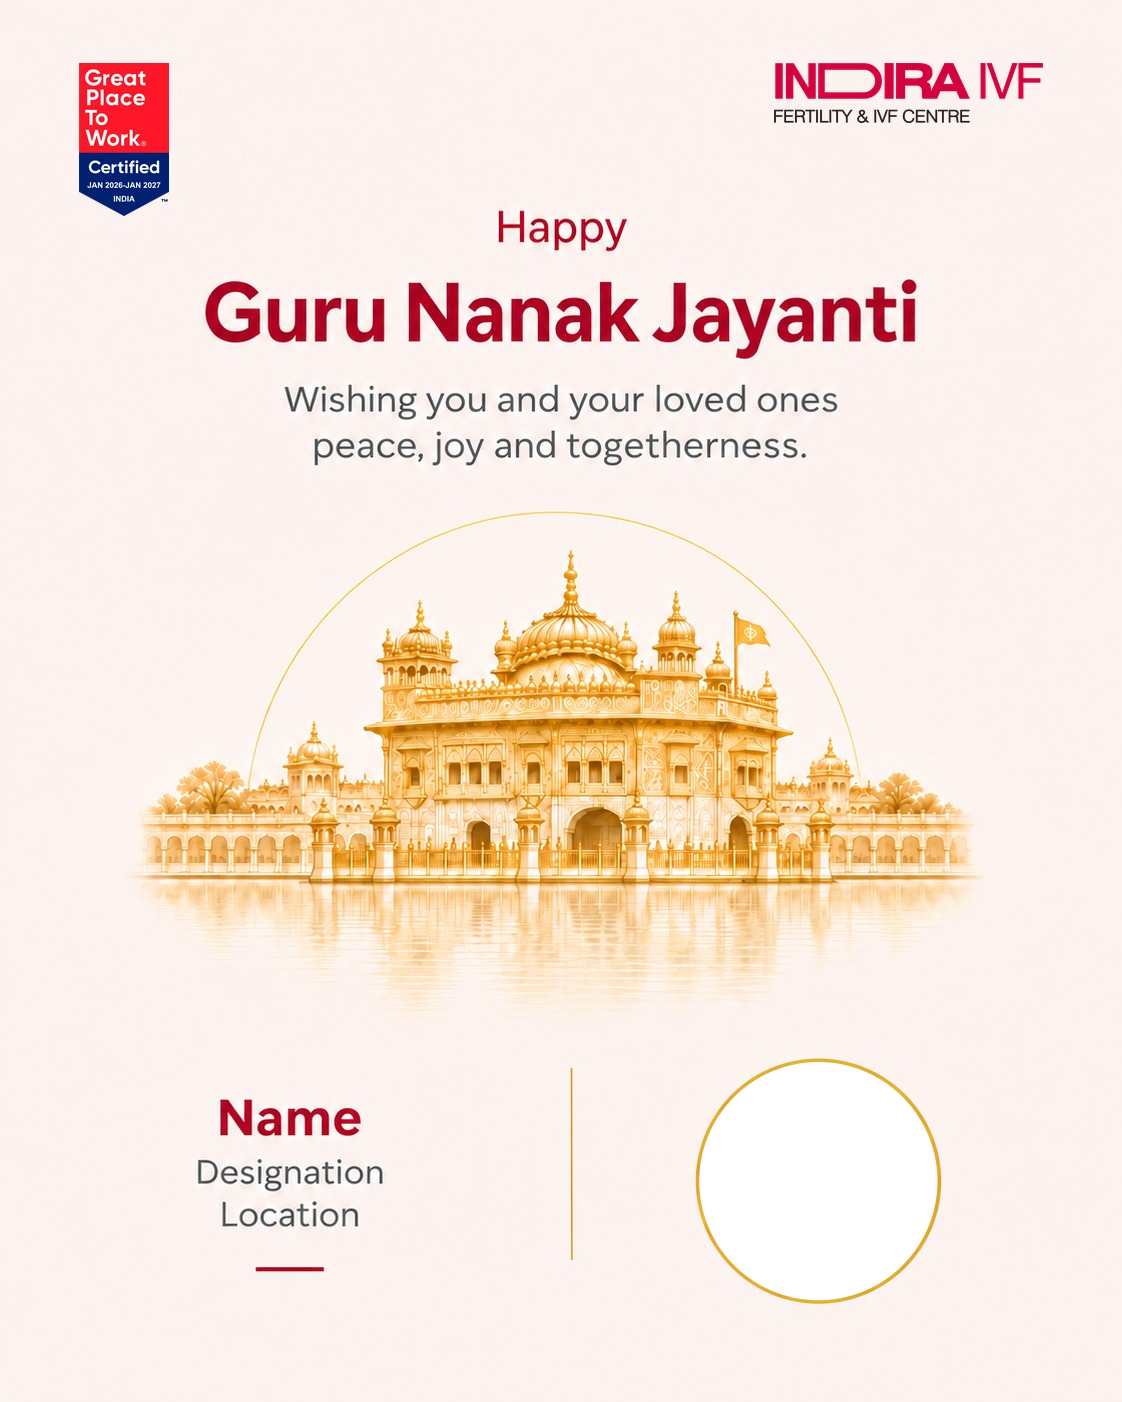 Great
Place
To
Work®
Certified
JAN 2026-JAN 2027
INDIA
™
INDIRA IVF
FERTILITY & IVF CENTRE
Happy
Guru Nanak Jayanti
Wishing you and your loved ones
peace, joy and togetherness.
Name
Designation
Location